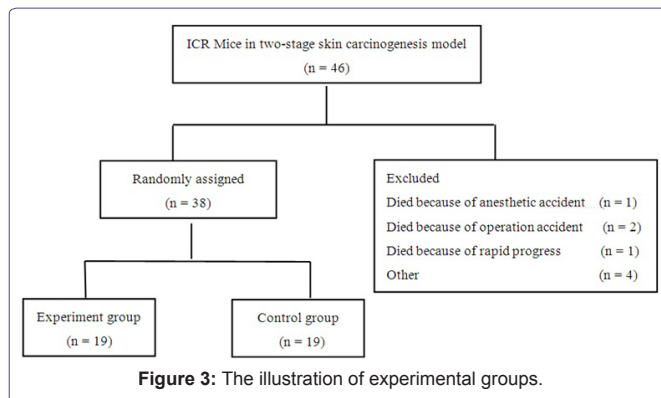 ICR Mice in two-stage skin carcinogenesis model
(n = 46)
Randomly assigned
(n = 38)
Excluded
Died because of anesthetic accident (n = 1)
Died because of operation accident (n = 2)
Died because of rapid progress (n = 1)
Other (n = 4)
Experiment group
(n = 19)
Control group
(n = 19)
Figure 3: The illustration of experimental groups.